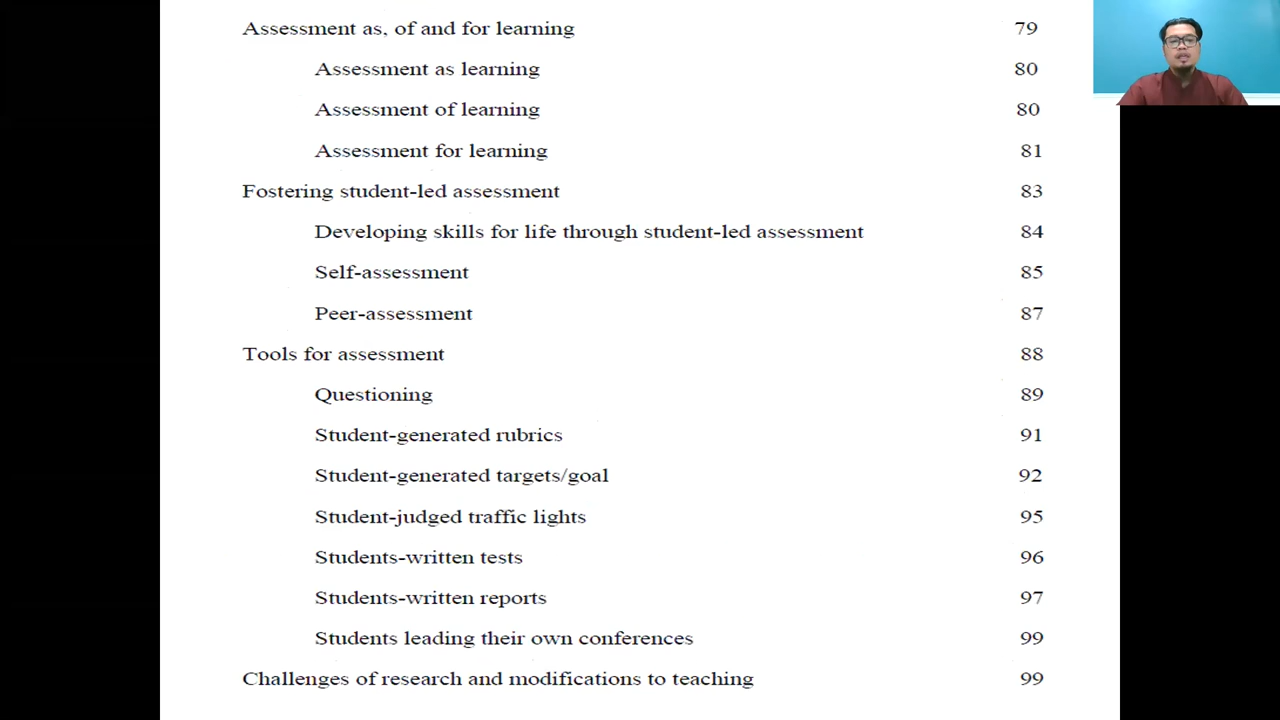 Assessment as, of and for learning 79
Assessment as learning 80
Assessment of learning 80
Assessment for learning 81
Fostering student-led assessment 83
Developing skills for life through student-led assessment 84
Self-assessment 85
Peer-assessment 87
Tools for assessment 88
Questioning 89
Student-generated rubrics 91
Student-generated targets/goal 92
Student-judged traffic lights 95
Students-written tests 96
Students-written reports 97
Students leading their own conferences 99
Challenges of research and modifications to teaching 99